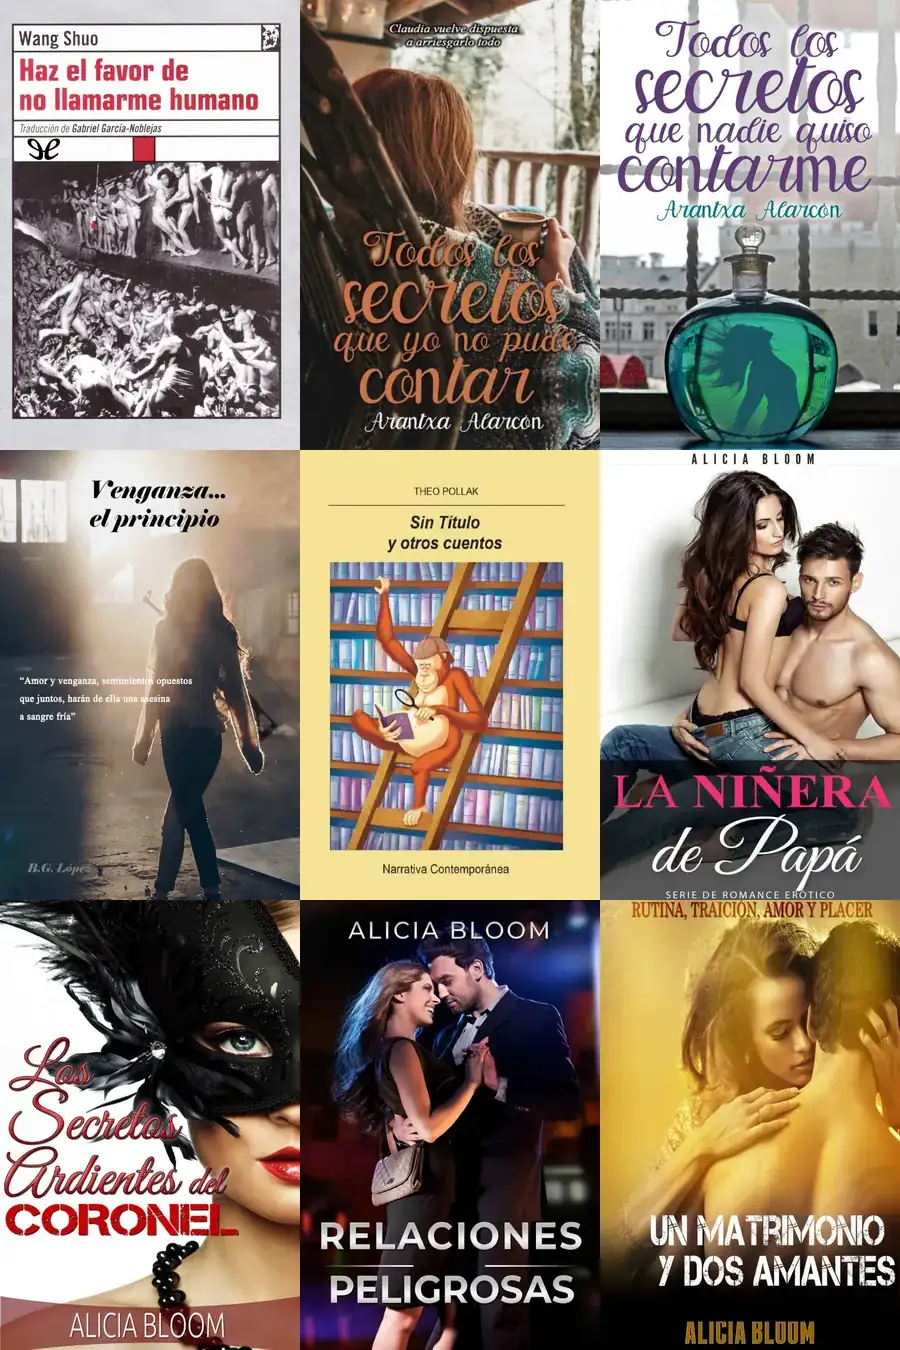 Wang Shuo
Haz el favor de
no llamarme humano
Traducción de Gabriel García-Noblejas
Claudia vuelve dispuesta
a arriesgarlo todo
Todos los
secretos
que yo no pude
contar
Arantxa Alarcón
Todos los
secretos
que nadie quiso
contarme
Arantxa Alarcón
Venganza...
el principio
“Amor y venganza, sentimientos opuestos
que juntos, harán de ella una asesina
a sangre fría”
B.G. López
THEO POLLAK
Sin Título
y otros cuentos
Narrativa Contemporánea
ALICIA BLOOM
LA NIÑERA
de Papá
SERIE DE ROMANCE ERÓTICO
Los
Secretos
Ardientes del
CORONEL
ALICIA BLOOM
ALICIA BLOOM
RELACIONES
PELIGROSAS
RUTINA, TRAICIÓN, AMOR Y PLACER
UN MATRIMONIO
Y DOS AMANTES
ALICIA BLOOM